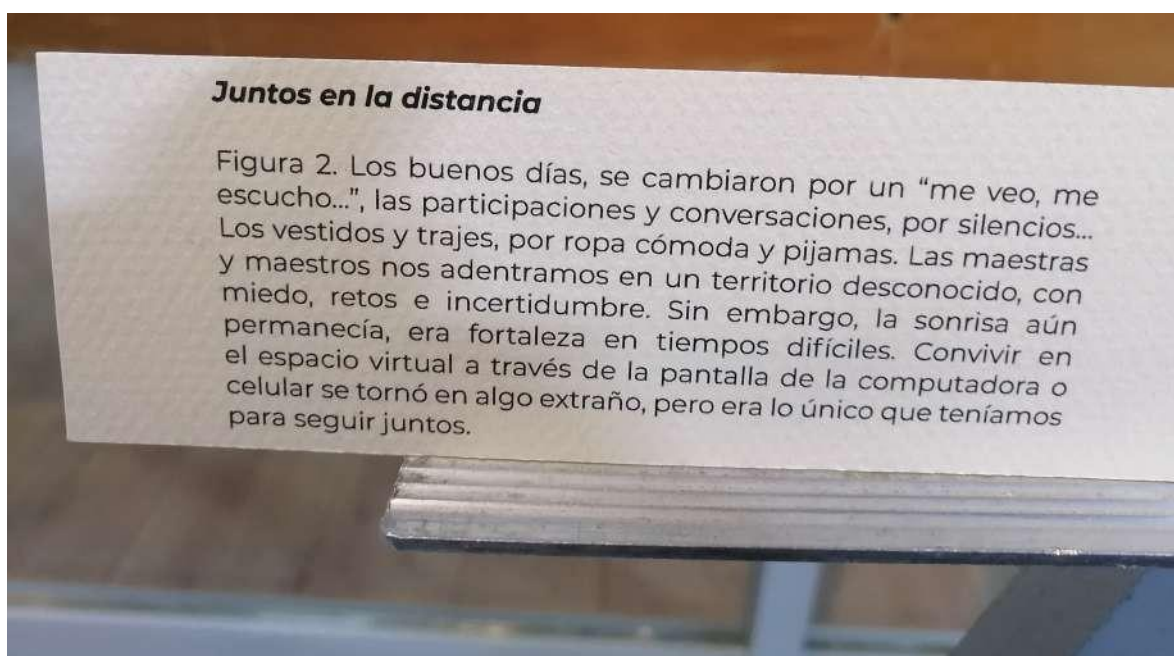 Juntos en la distancia
Figura 2. Los buenos días, se cambiaron por un “me veo, me
escucho...”, las participaciones y conversaciones, por silencios...
Los vestidos y trajes, por ropa cómoda y pijamas. Las maestras
y maestros nos adentramos en un territorio desconocido, con
miedo, retos e incertidumbre. Sin embargo, la sonrisa aún
permanecía, era fortaleza en tiempos difíciles. Convivir en
el espacio virtual a través de la pantalla de la computadora o
celular se tornó en algo extraño, pero era lo único que teníamos
para seguir juntos.